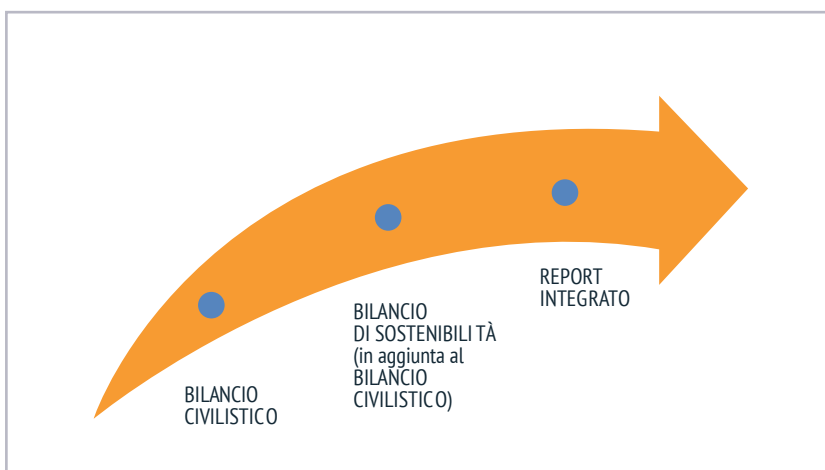 BILANCIO
CIVILISTICO
BILANCIO
DI SOSTENIBILITÀ
(in aggiunta al
BILANCIO
CIVILISTICO)
REPORT
INTEGRATO